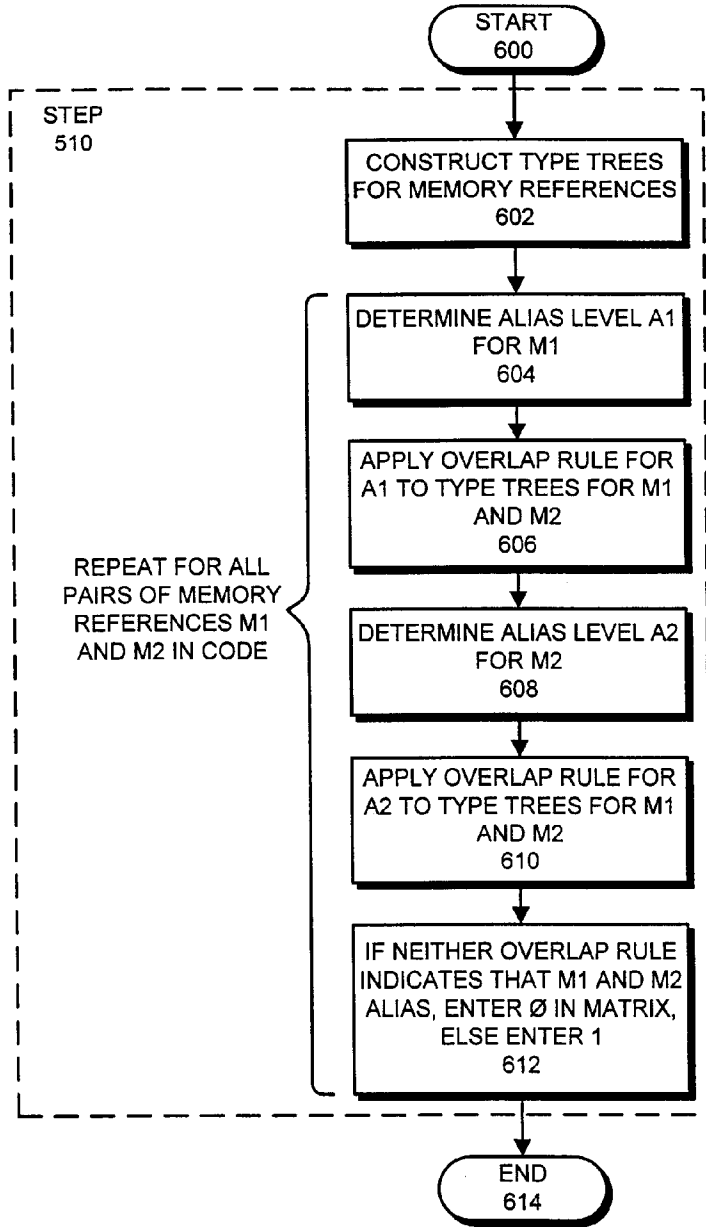 START
600
STEP
510
CONSTRUCT TYPE TREES
FOR MEMORY REFERENCES
602
DETERMINE ALIAS LEVEL A1
FOR M1
604
APPLY OVERLAP RULE FOR
A1 TO TYPE TREES FOR M1
AND M2
606
REPEAT FOR ALL
PAIRS OF MEMORY
REFERENCES M1
AND M2 IN CODE
DETERMINE ALIAS LEVEL A2
FOR M2
608
APPLY OVERLAP RULE FOR
A2 TO TYPE TREES FOR M1
AND M2
610
IF NEITHER OVERLAP RULE
INDICATES THAT M1 AND M2
ALIAS, ENTER Ø IN MATRIX,
ELSE ENTER 1
612
END
614